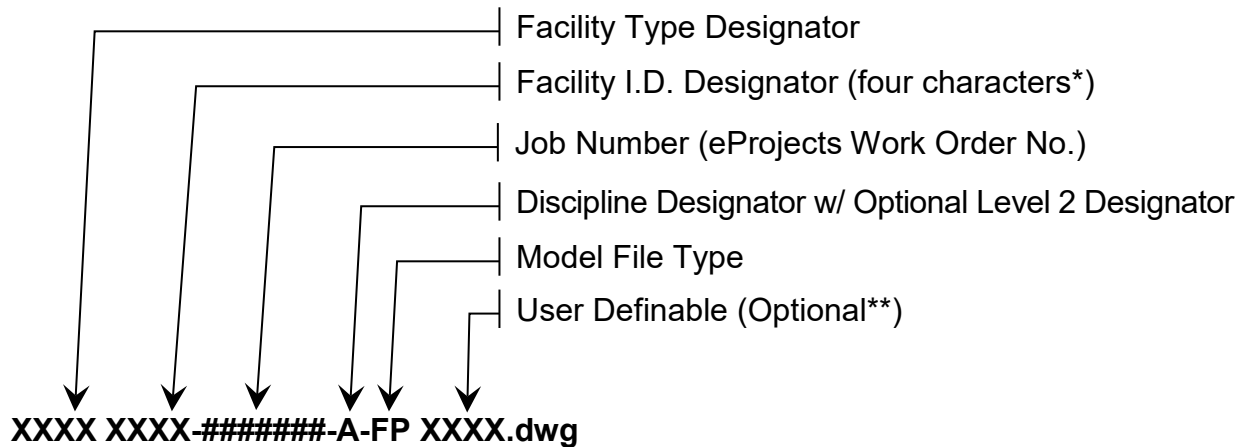 Facility Type Designator
Facility I.D. Designator (four characters*)
Job Number (eProjects Work Order No.)
Discipline Designator w/ Optional Level 2 Designator
Model File Type
User Definable (Optional**)
XXXX XXXX-#######-A-FP XXXX.dwg